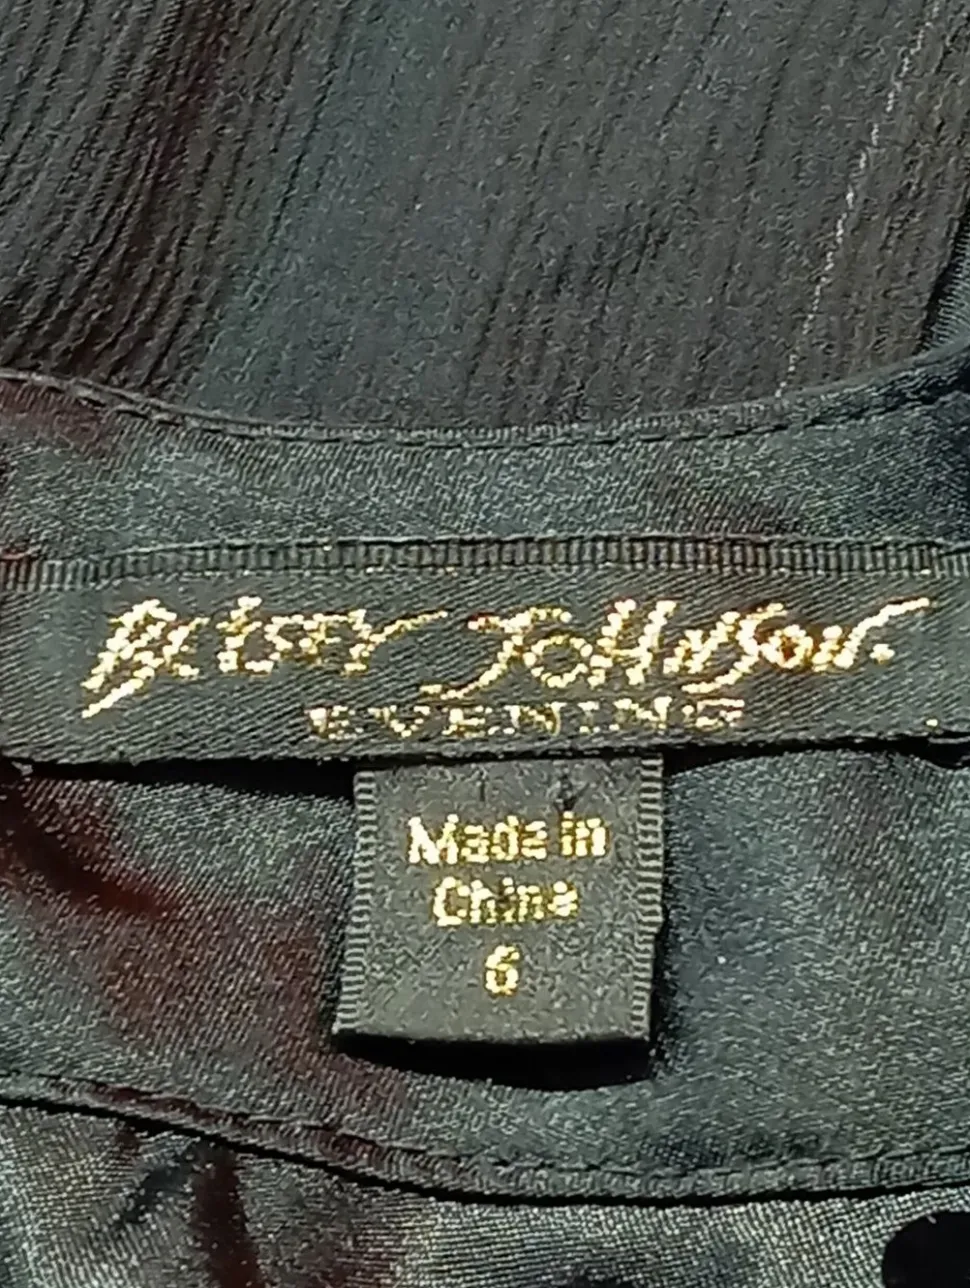 BETSEY JOHNSON.
EVENING
Made in
China
6